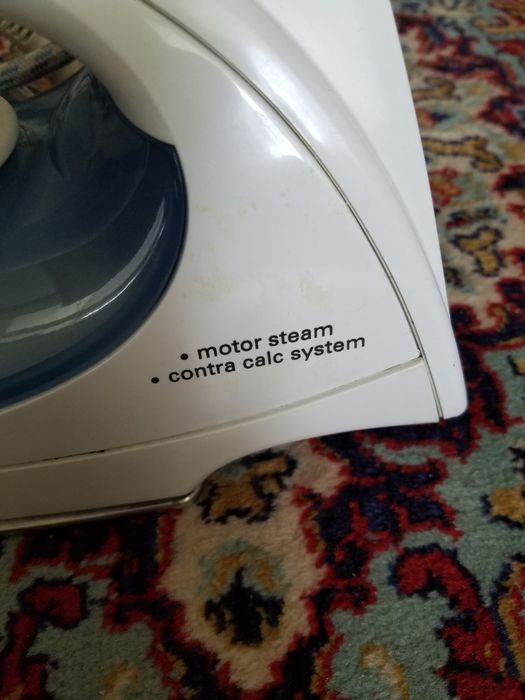 • motor steam
• contra calc system